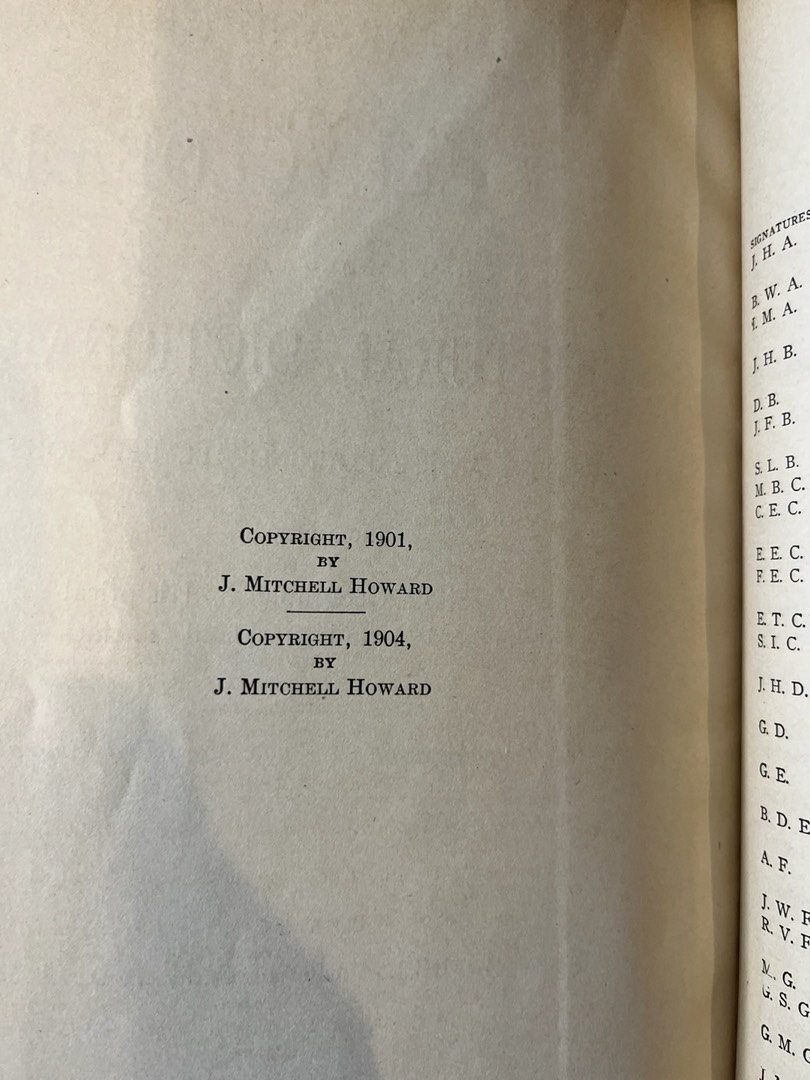 COPYRIGHT, 1901,
BY
J. MITCHELL HOWARD
COPYRIGHT, 1904,
BY
J. MITCHELL HOWARD
SIGNATURES
J. H. A.
B. W. A.
M. A.
J. H. B.
D. B.
J. F. B.
S. L. B.
M. B. C.
C. E. C.
E. E. C.
F. E. C.
E. T. C.
S. I. C.
J. H. D.
G. D.
G. E.
B. D. E
A. F.
J. W. F
R. V. F
G.
G. S. G
G. M. G